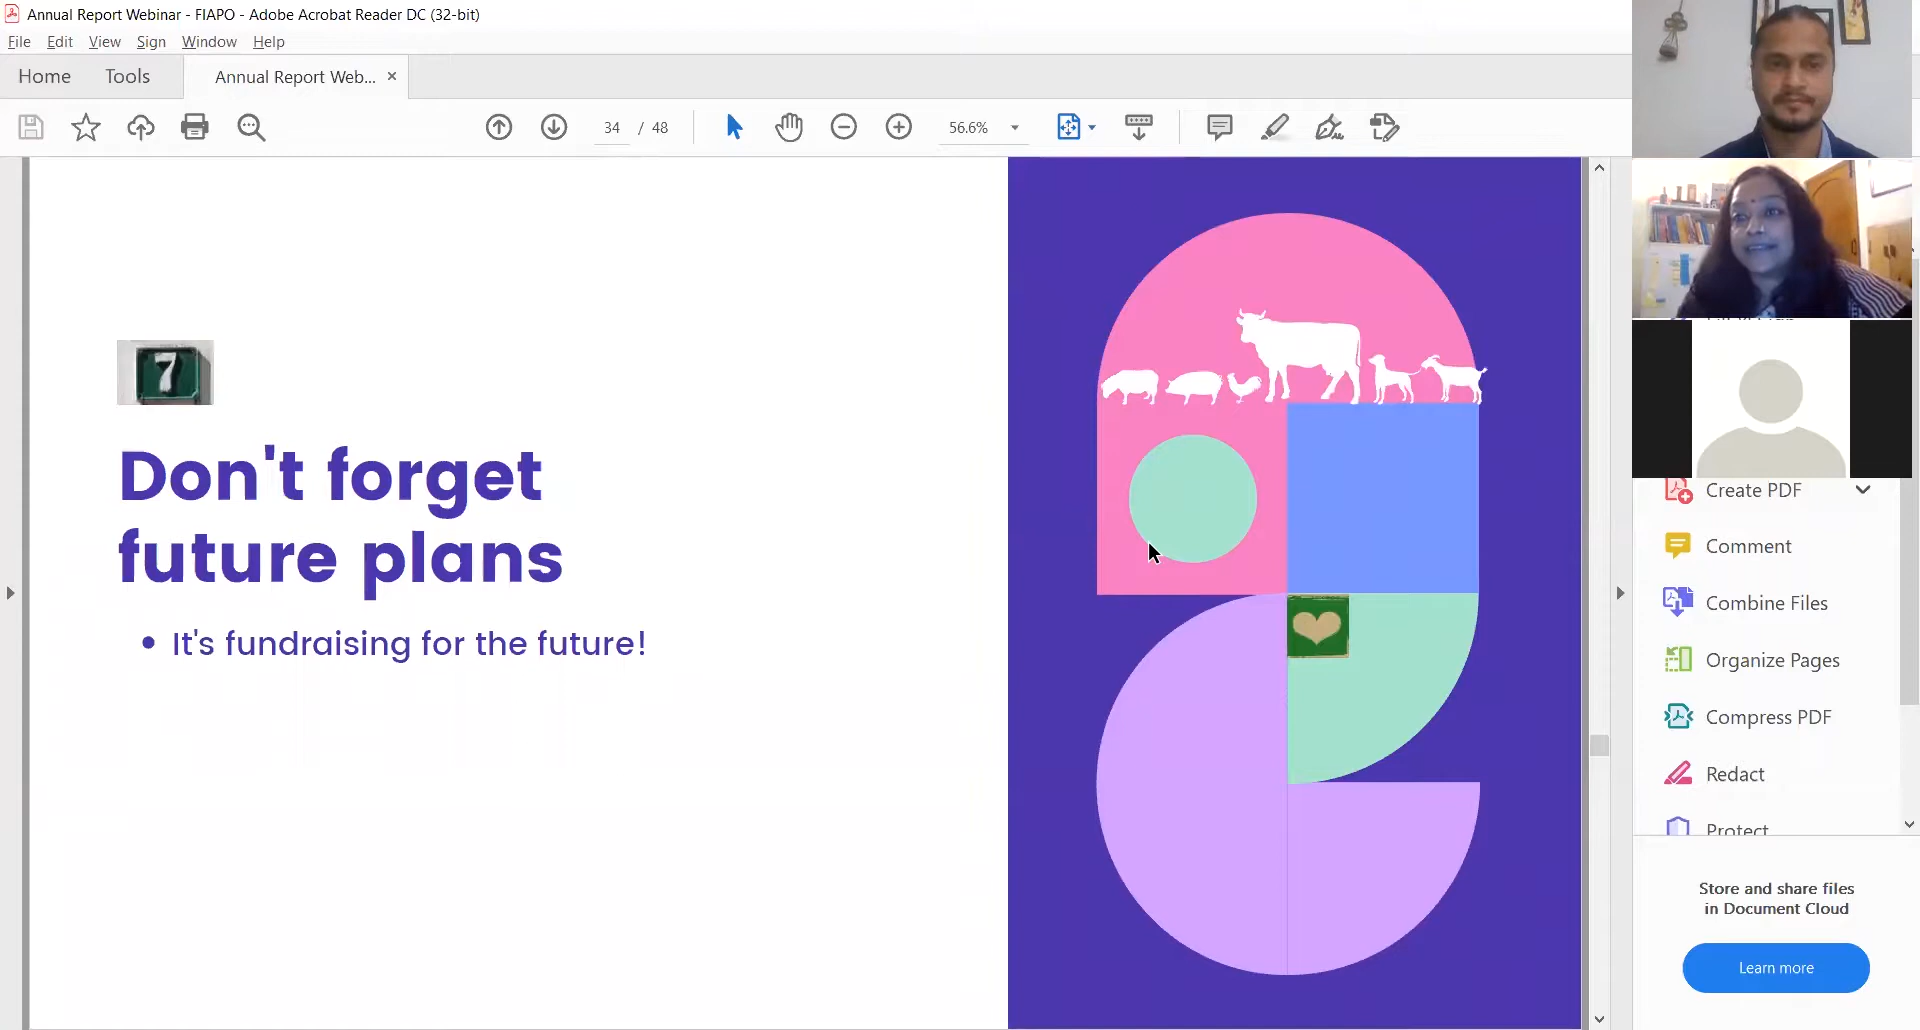 Annual Report Webinar - FIAPO - Adobe Acrobat Reader DC (32-bit)
File Edit View Sign Window Help
Home Tools Annual Report Web... ×
34 / 48 56.6%
7
Don't forget
future plans
• It's fundraising for the future!
Create PDF
Comment
Combine Files
Organize Pages
Compress PDF
Redact
Protect
Store and share files
in Document Cloud
Learn more